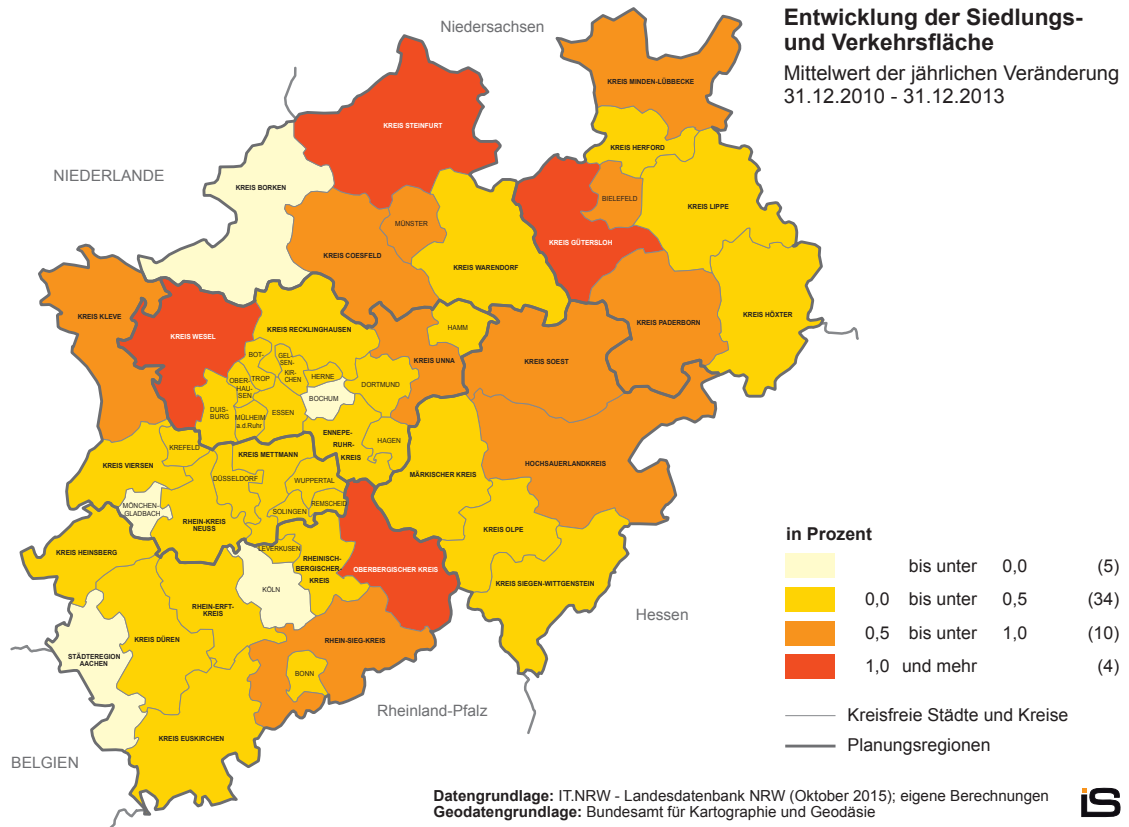 Entwicklung der Siedlungs-
und Verkehrsfläche
Mittelwert der jährlichen Veränderung
31.12.2010 - 31.12.2013
Niedersachsen
NIEDERLANDE
BELGIEN
Rheinland-Pfalz
Hessen
KREIS MINDEN-LÜBBECKE
KREIS STEINFURT
KREIS HERFORD
KREIS BORKEN
BIELEFELD
KREIS LIPPE
MÜNSTER
KREIS GÜTERSLOH
KREIS COESFELD
KREIS WARENDORF
KREIS KLEVE
KREIS HÖXTER
KREIS PADERBORN
KREIS WESEL
KREIS RECKLINGHAUSEN
HAMM
KREIS UNNA
KREIS SOEST
BOT-
TROP
GEL-
SEN-
KIR-
CHEN
HERNE
OBER-
HAU-
SEN
DORTMUND
BOCHUM
DUIS-
BURG
MÜLHEIM
a.d.Ruhr
ESSEN
ENNEPE-
RUHR-
KREIS
HAGEN
KREFELD
KREIS METTMANN
KREIS VIERSEN
DÜSSELDORF
WUPPERTAL
MÄRKISCHER KREIS
HOCHSAUERLANDKREIS
MÖNCHEN-
GLADBACH
RHEIN-KREIS
NEUSS
SOLINGEN
REMSCHEID
KREIS OLPE
KREIS HEINSBERG
LEVERKUSEN
RHEINISCH-
BERGISCHER-
KREIS
OBERBERGISCHER KREIS
KREIS SIEGEN-WITTGENSTEIN
KÖLN
RHEIN-ERFT-
KREIS
KREIS DÜREN
STÄDTEREGION
AACHEN
RHEIN-SIEG-KREIS
BONN
KREIS EUSKIRCHEN
in Prozent
bis unter 0,0 (5)
0,0 bis unter 0,5 (34)
0,5 bis unter 1,0 (10)
1,0 und mehr (4)
Kreisfreie Städte und Kreise
Planungsregionen
Datengrundlage: IT.NRW - Landesdatenbank NRW (Oktober 2015); eigene Berechnungen
Geodatengrundlage: Bundesamt für Kartographie und Geodäsie
iS